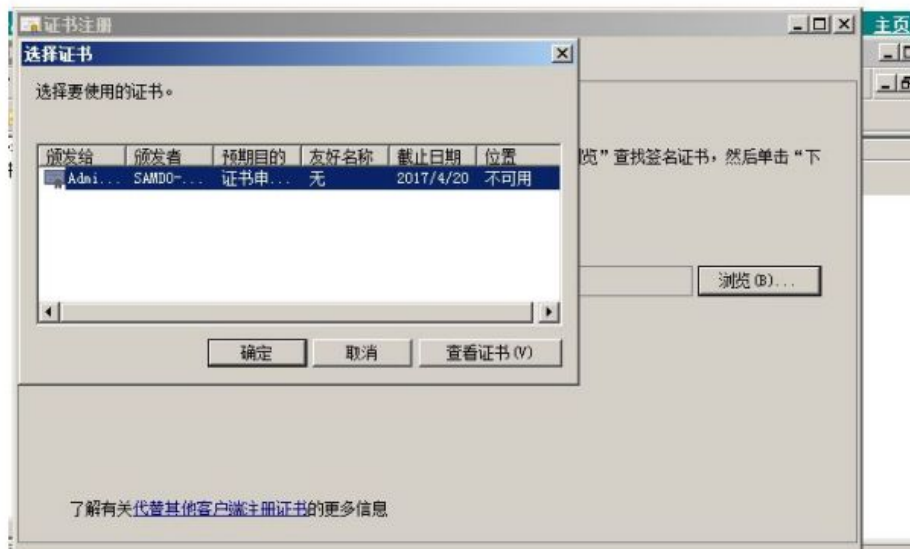 证书注册
主页
选择证书
选择要使用的证书。
颁发给 颁发者 预期目的 友好名称 截止日期 位置
Admi... SAMDO-... 证书申... 无 2017/4/20 不可用
览”查找签名证书，然后单击“下
浏览(B)...
确定 取消 查看证书(V)
了解有关代替其他客户端注册证书的更多信息